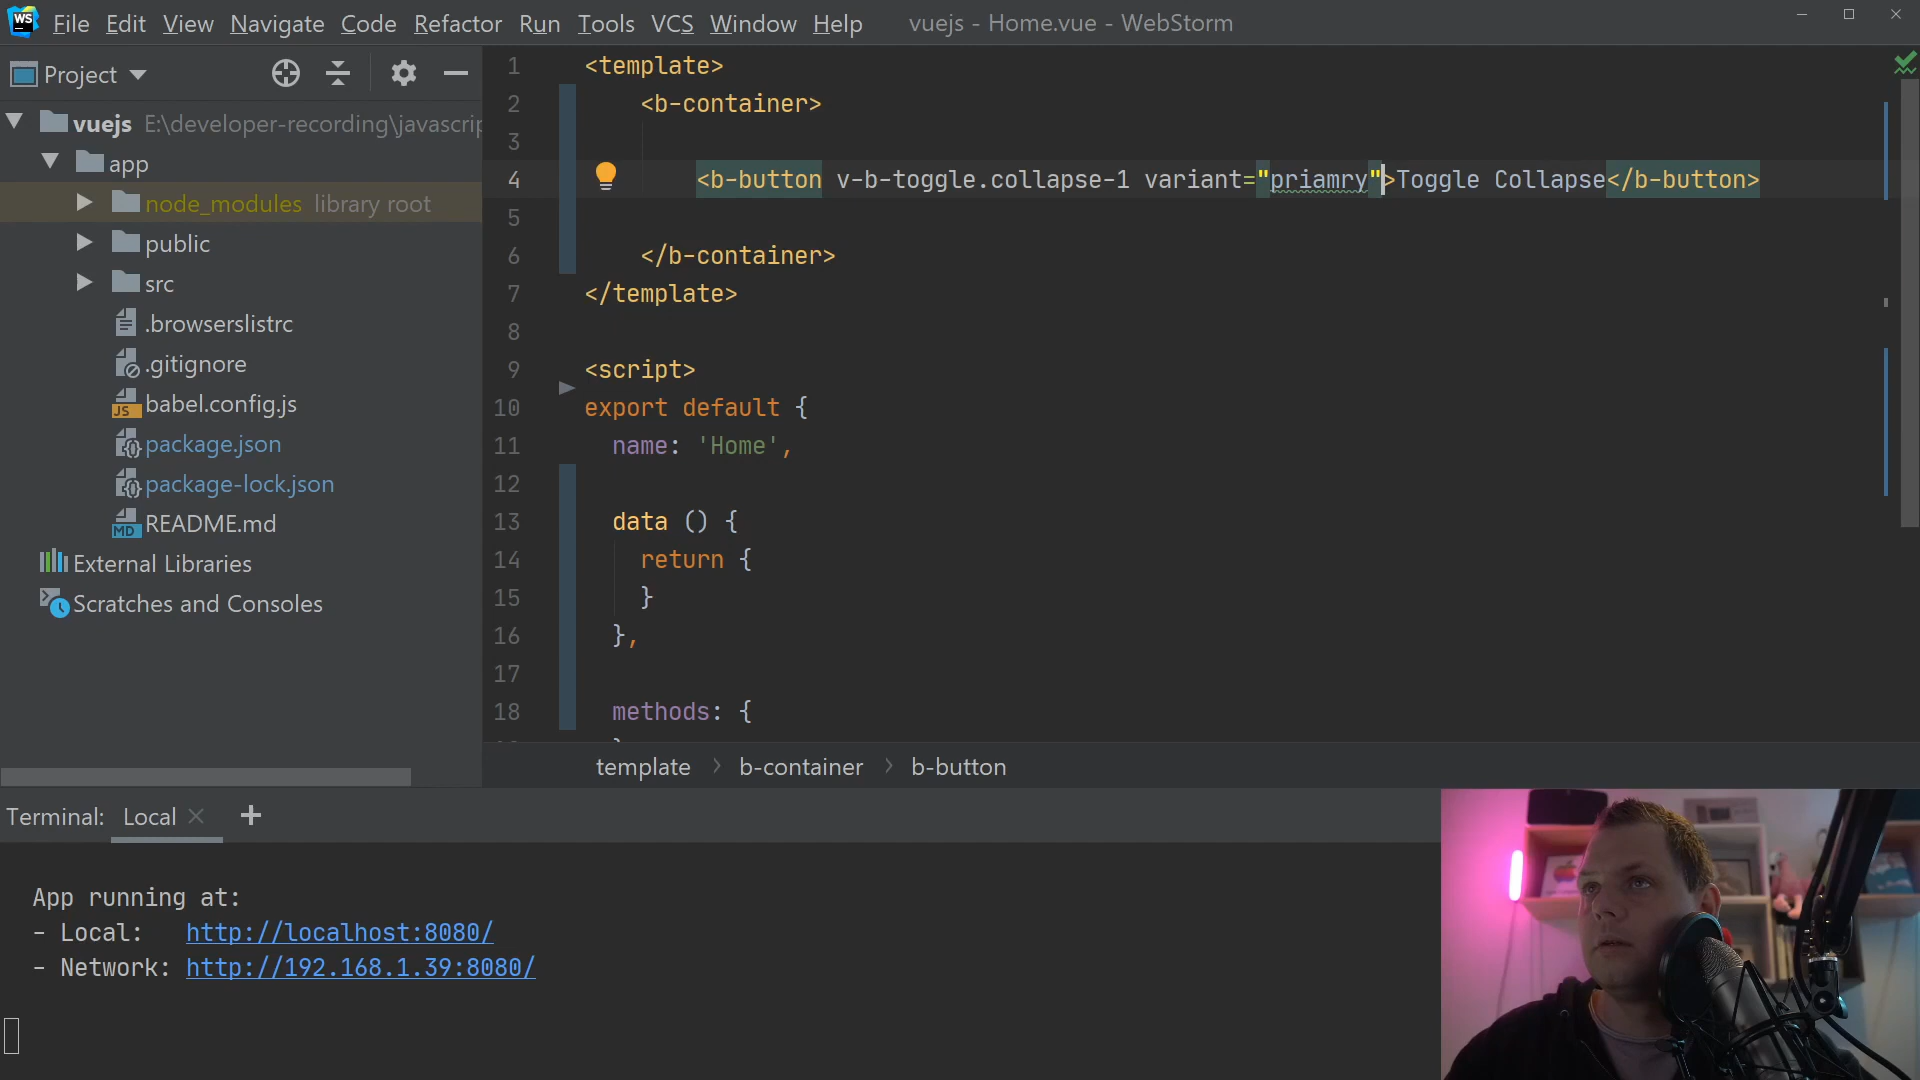 WS File Edit View Navigate Code Refactor Run Tools VCS Window Help vuejs - Home.vue - WebStorm
Project
vuejs E:\developer-recording\javascrip
app
node_modules library root
public
src
.browserslistrc
.gitignore
JS babel.config.js
package.json
package-lock.json
MD README.md
External Libraries
Scratches and Consoles
1 <template>
2 <b-container>
3
4 <b-button v-b-toggle.collapse-1 variant="priamry">Toggle Collapse</b-button>
5
6 </b-container>
7 </template>
8
9 <script>
10 export default {
11 name: 'Home',
12
13 data () {
14 return {
15 }
16 },
17
18 methods: {
template > b-container > b-button
Terminal: Local × +
App running at:
- Local: http://localhost:8080/
- Network: http://192.168.1.39:8080/